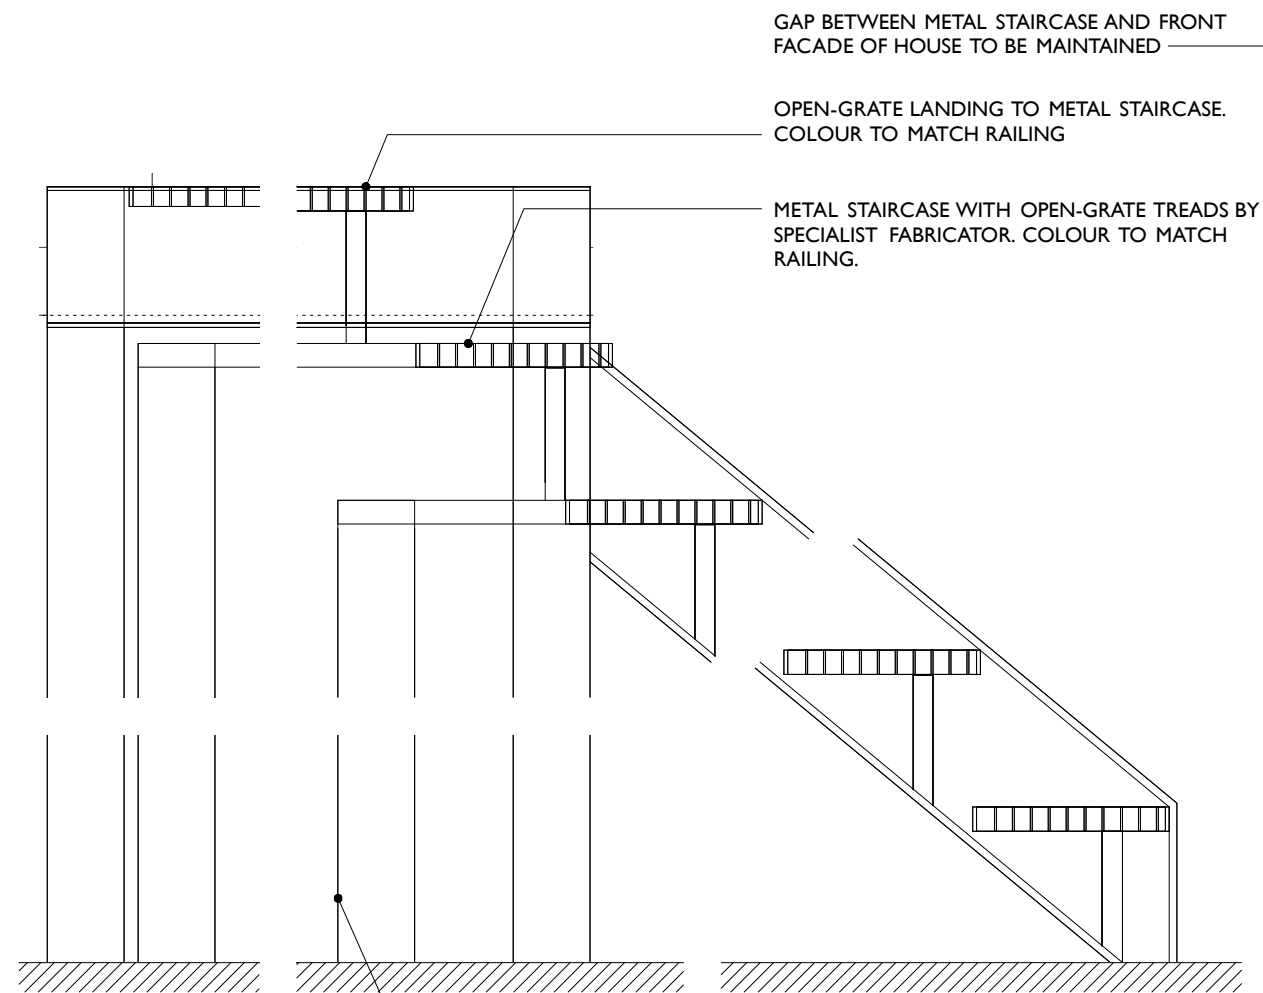 GAP BETWEEN METAL STAIRCASE AND FRONT
FACADE OF HOUSE TO BE MAINTAINED
OPEN-GRATE LANDING TO METAL STAIRCASE.
COLOUR TO MATCH RAILING
METAL STAIRCASE WITH OPEN-GRATE TREADS BY
SPECIALIST FABRICATOR. COLOUR TO MATCH
RAILING.